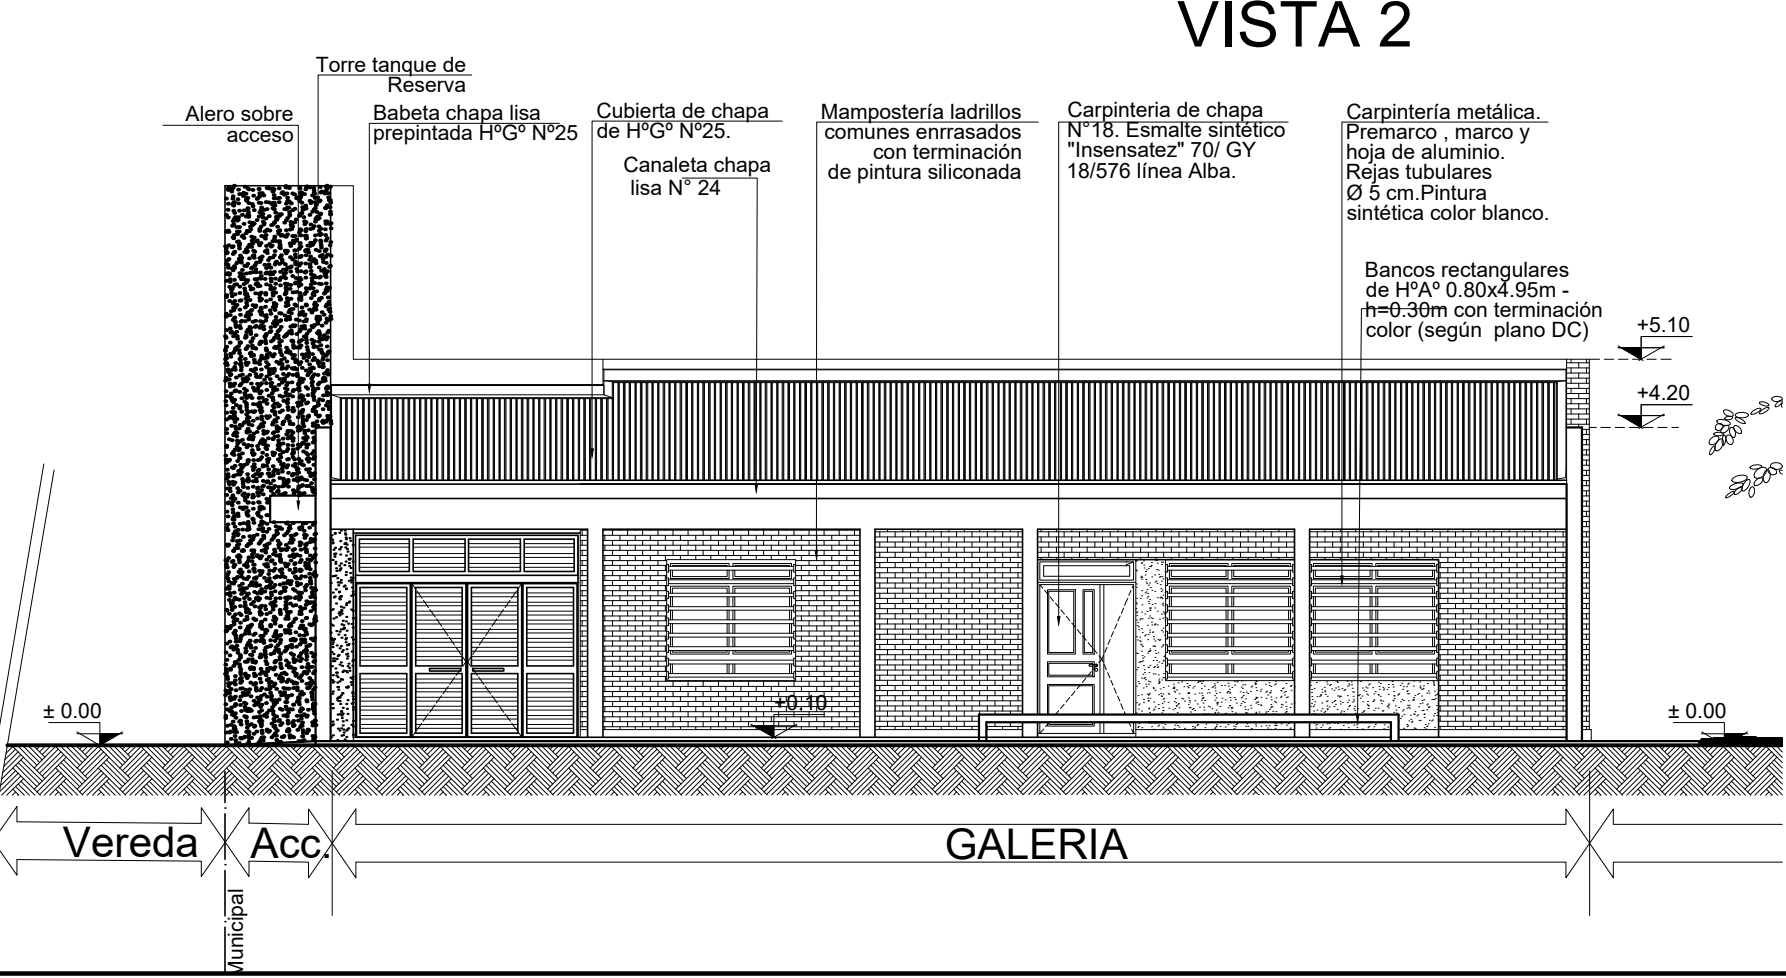 VISTA 2
Torre tanque de
Reserva
Alero sobre
acceso
Babeta chapa lisa
prepintada HºGº Nº25
Cubierta de chapa
de HºGº Nº25.
Canaleta chapa
lisa N° 24
Mampostería ladrillos
comunes enrrasados
con terminación
de pintura siliconada
Carpinteria de chapa
N°18. Esmalte sintético
"Insensatez" 70/ GY
18/576 línea Alba.
Carpintería metálica.
Premarco , marco y
hoja de aluminio.
Rejas tubulares
Ø 5 cm.Pintura
sintética color blanco.
Bancos rectangulares
de HºAº 0.80x4.95m -
h=0.30m con terminación
color (según plano DC)
+5.10
+4.20
± 0.00
+0.10
± 0.00
Vereda
Acc.
GALERIA
Municipal